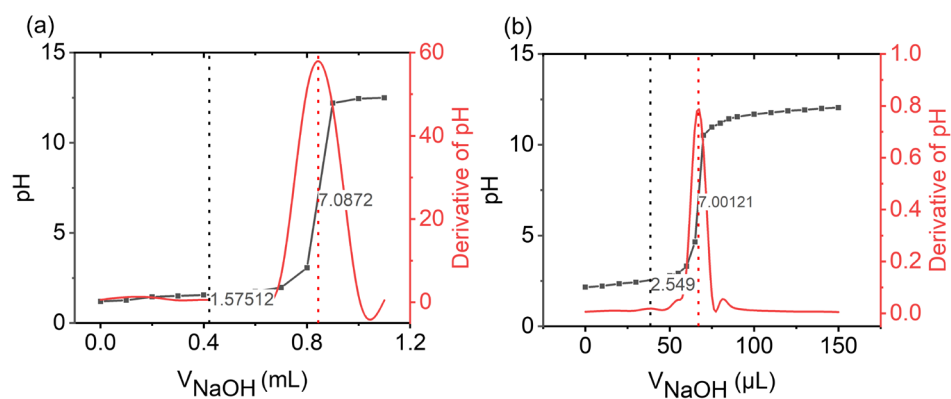 (a)
15
10
5
0
pH
60
40
20
0
Derivative of pH
7.0872
1.57512
0.0 0.4 0.8 1.2
VNaOH (mL)
(b)
15
10
5
0
pH
1.0
0.8
0.6
0.4
0.2
0.0
Derivative of pH
7.00121
2.549
0 50 100 150
VNaOH (µL)